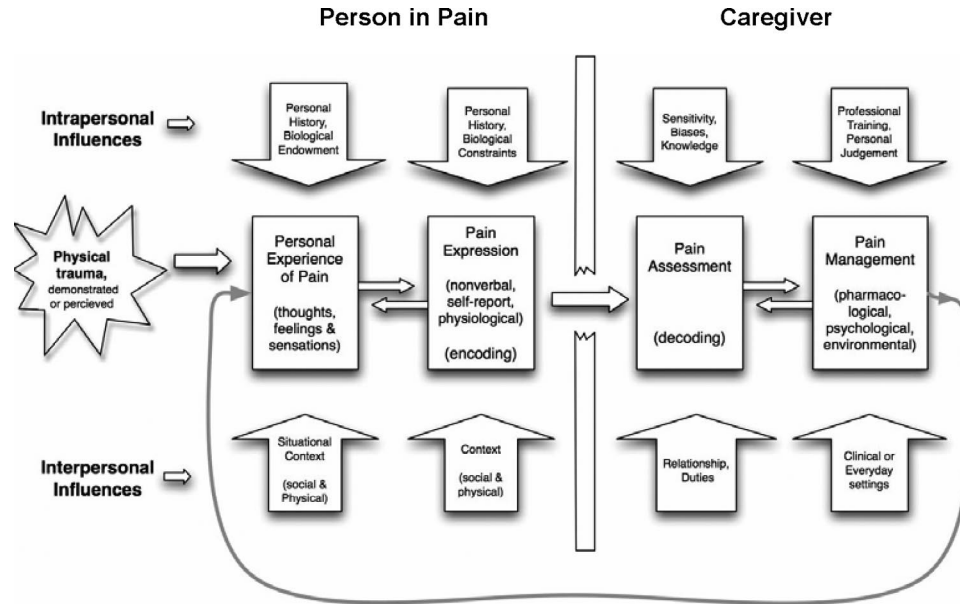 Person in Pain
Caregiver
Intrapersonal
Influences
Personal
History,
Biological
Endowment
Personal
History,
Biological
Constraints
Sensitivity,
Biases,
Knowledge
Professional
Training,
Personal
Judgement
Physical
trauma,
demonstrated
or percieved
Personal
Experience
of Pain
(thoughts,
feelings &
sensations)
Pain
Expression
(nonverbal,
self-report,
physiological)
(encoding)
Pain
Assessment
(decoding)
Pain
Management
(pharmaco-
logical,
psychological,
environmental)
Interpersonal
Influences
Situational
Context
(social &
Physical)
Context
(social &
physical)
Relationship,
Duties
Clinical or
Everyday
settings